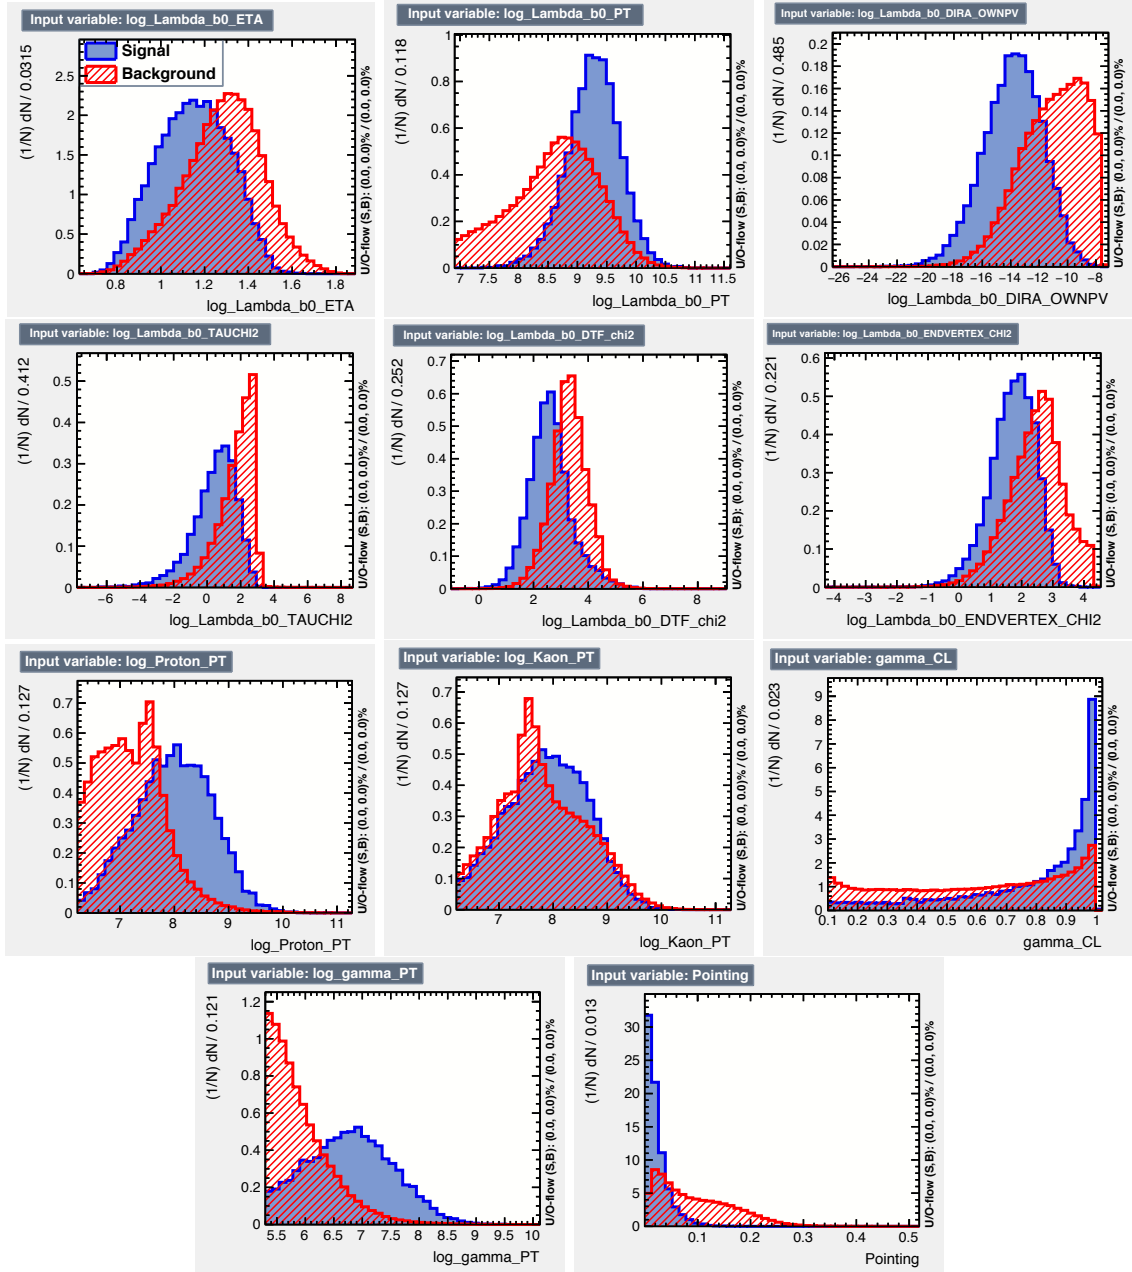 Input variable: log_Lambda_b0_ETA
(1/N) dN / 0.0315
Signal
Background
2.5
2
1.5
1
0.5
0
0.8 1 1.2 1.4 1.6 1.8
log_Lambda_b0_ETA
U/O-flow (S,B): (0.0, 0.0)% / (0.0, 0.0)%
Input variable: log_Lambda_b0_PT
(1/N) dN / 0.118
1
0.8
0.6
0.4
0.2
0
7 7.5 8 8.5 9 9.5 10 10.5 11 11.5
log_Lambda_b0_PT
U/O-flow (S,B): (0.0, 0.0)% / (0.0, 0.0)%
Input variable: log_Lambda_b0_DIRA_OWNPV
(1/N) dN / 0.485
0.2
0.18
0.16
0.14
0.12
0.1
0.08
0.06
0.04
0.02
0
−26 −24 −22 −20 −18 −16 −14 −12 −10 −8
log_Lambda_b0_DIRA_OWNPV
U/O-flow (S,B): (0.0, 0.0)% / (0.0, 0.0)%
Input variable: log_Lambda_b0_TAUCHI2
(1/N) dN / 0.412
0.5
0.4
0.3
0.2
0.1
0
−6 −4 −2 0 2 4 6 8
log_Lambda_b0_TAUCHI2
U/O-flow (S,B): (0.0, 0.0)% / (0.0, 0.0)%
Input variable: log_Lambda_b0_DTF_chi2
(1/N) dN / 0.252
0.7
0.6
0.5
0.4
0.3
0.2
0.1
0
0 2 4 6 8
log_Lambda_b0_DTF_chi2
U/O-flow (S,B): (0.0, 0.0)% / (0.0, 0.0)%
Input variable: log_Lambda_b0_ENDVERTEX_CHI2
(1/N) dN / 0.221
0.6
0.5
0.4
0.3
0.2
0.1
0
−4 −3 −2 −1 0 1 2 3 4
log_Lambda_b0_ENDVERTEX_CHI2
U/O-flow (S,B): (0.0, 0.0)% / (0.0, 0.0)%
Input variable: log_Proton_PT
(1/N) dN / 0.127
0.7
0.6
0.5
0.4
0.3
0.2
0.1
0
7 8 9 10 11
log_Proton_PT
U/O-flow (S,B): (0.0, 0.0)% / (0.0, 0.0)%
Input variable: log_Kaon_PT
(1/N) dN / 0.127
0.7
0.6
0.5
0.4
0.3
0.2
0.1
0
7 8 9 10 11
log_Kaon_PT
U/O-flow (S,B): (0.0, 0.0)% / (0.0, 0.0)%
Input variable: gamma_CL
(1/N) dN / 0.023
9
8
7
6
5
4
3
2
1
0
0.1 0.2 0.3 0.4 0.5 0.6 0.7 0.8 0.9 1
gamma_CL
U/O-flow (S,B): (0.0, 0.0)% / (0.0, 0.0)%
Input variable: log_gamma_PT
(1/N) dN / 0.121
1.2
1
0.8
0.6
0.4
0.2
0
5.5 6 6.5 7 7.5 8 8.5 9 9.5 10
log_gamma_PT
U/O-flow (S,B): (0.0, 0.0)% / (0.0, 0.0)%
Input variable: Pointing
(1/N) dN / 0.013
30
25
20
15
10
5
0
0.1 0.2 0.3 0.4 0.5
Pointing
U/O-flow (S,B): (0.0, 0.0)% / (0.0, 0.0)%